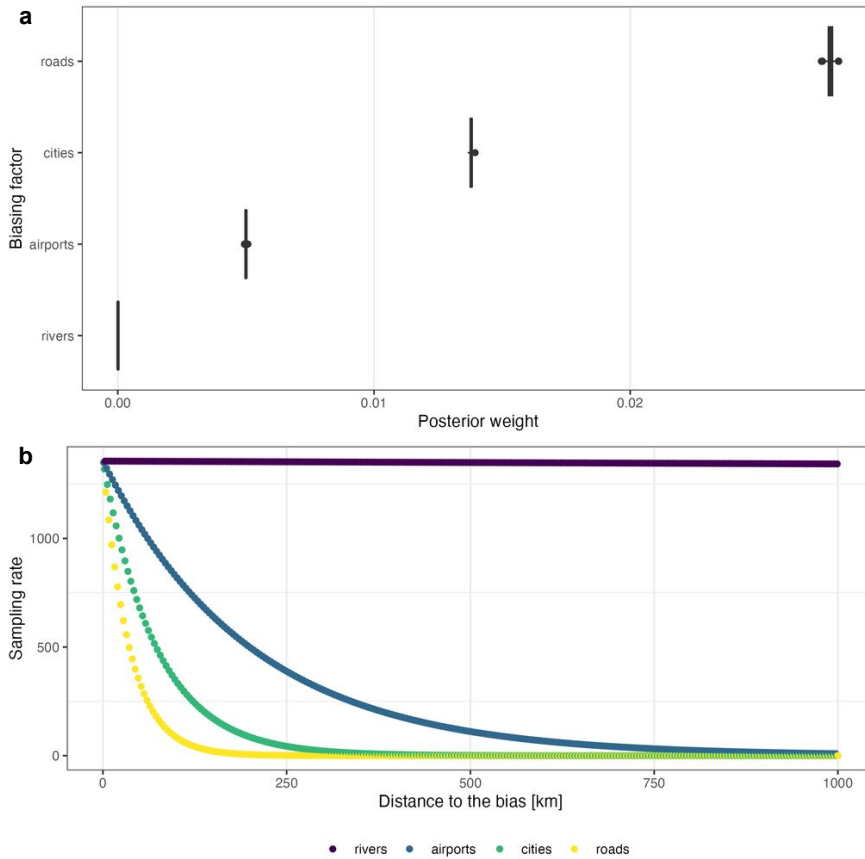 a
roads
cities
airports
rivers
Biasing factor
0.00 0.01 0.02
Posterior weight
b
1000
500
0
Sampling rate
0 250 500 750 1000
Distance to the bias [km]
rivers airports cities roads